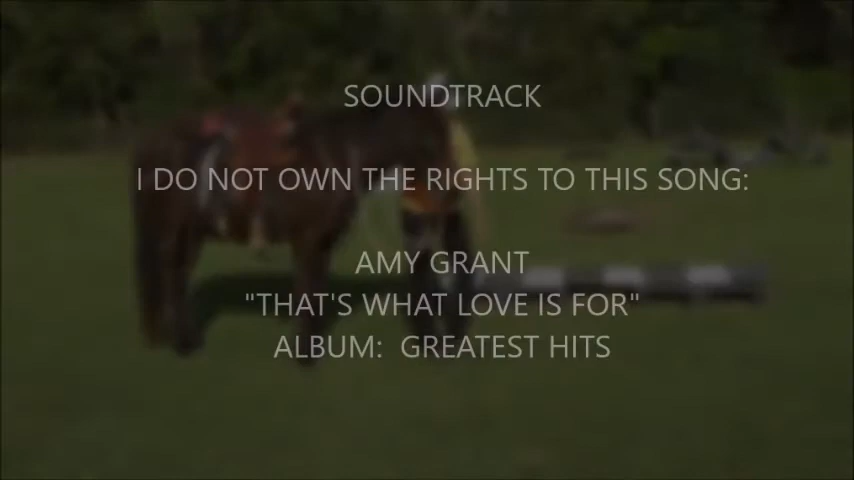 SOUNDTRACK
I DO NOT OWN THE RIGHTS TO THIS SONG:
AMY GRANT
"THAT'S WHAT LOVE IS FOR"
ALBUM:  GREATEST HITS